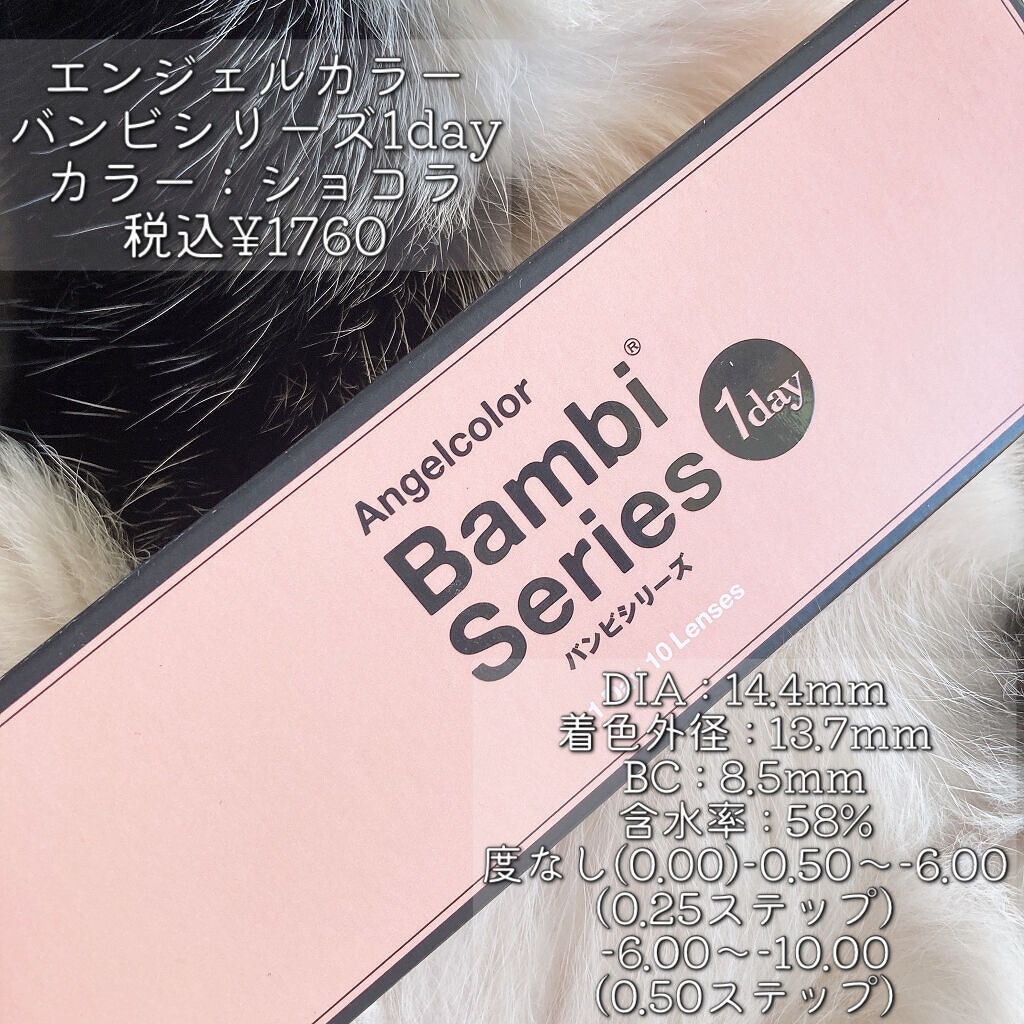 エンジェルカラー
バンビシリーズ1day
カラー：ショコラ
税込¥1760
Angelcolor
Bambi®
Series
1day
バンビシリーズ
10 Lenses
DIA：14.4mm
着色外径：13.7mm
BC：8.5mm
含水率：58%
度なし(0.00)-0.50～-6.00
(0.25ステップ)
-6.00～-10.00
(0.50ステップ)